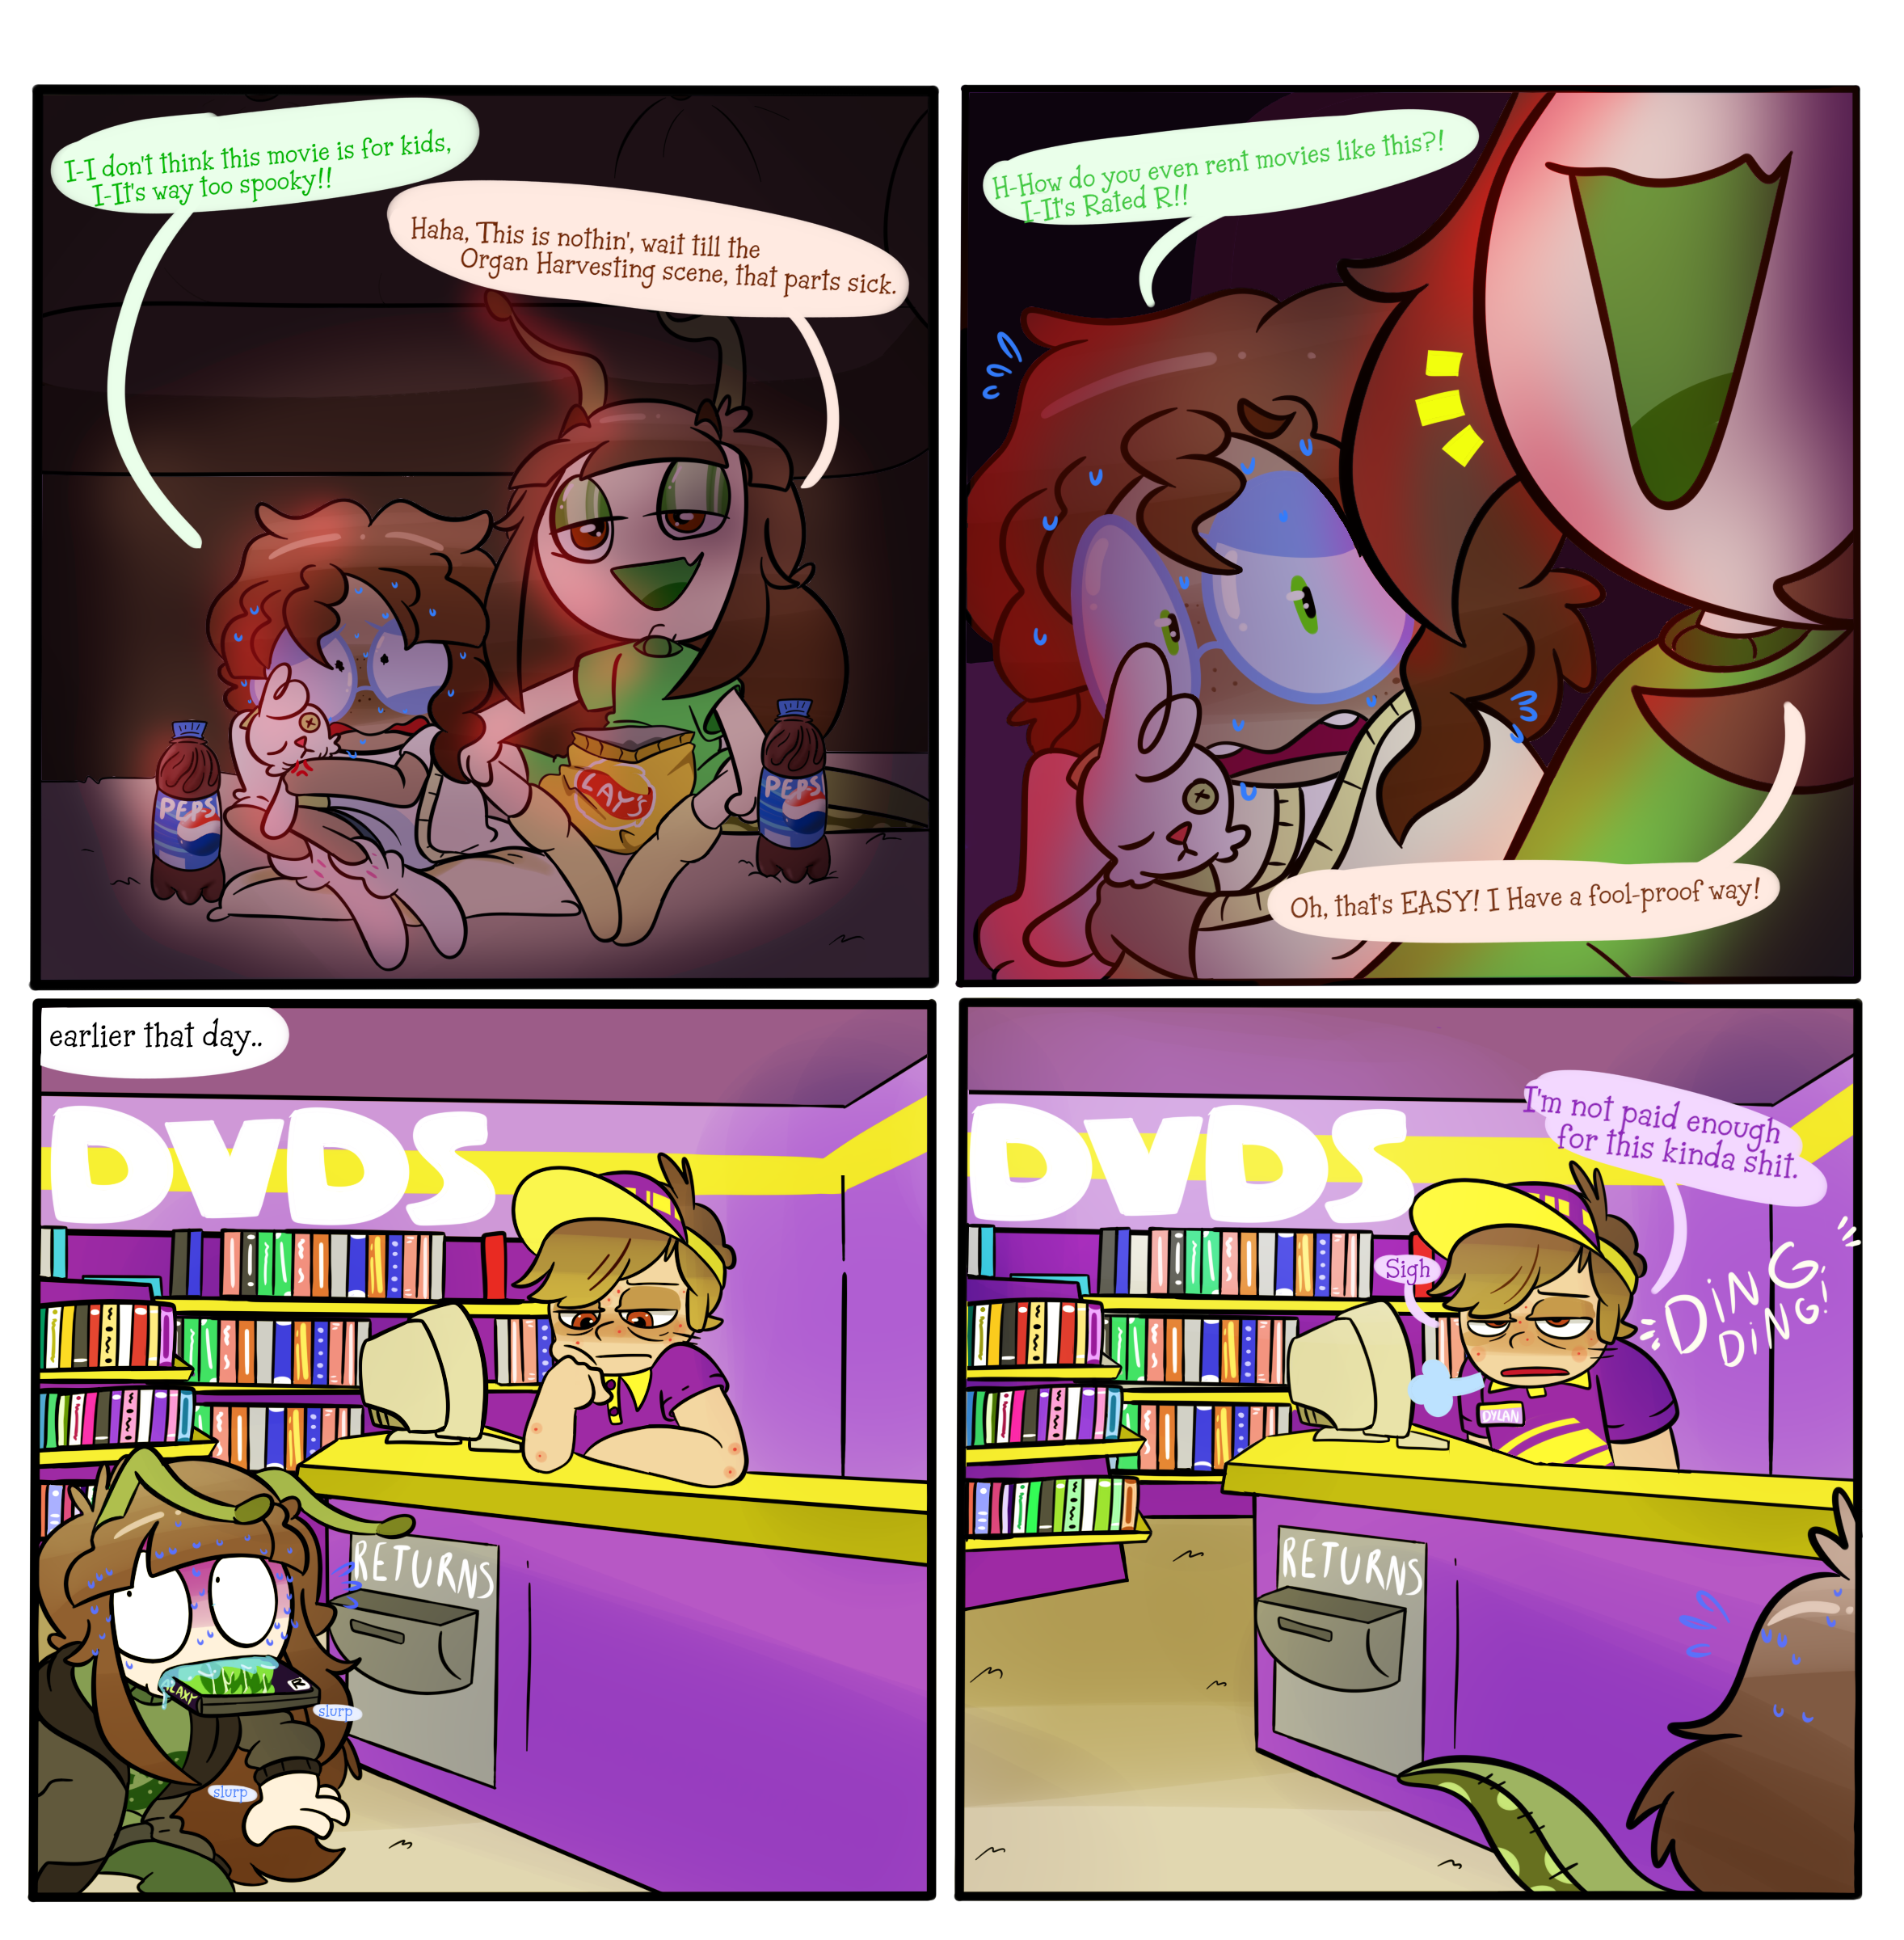 I-I don't think this movie is for kids,
I-It's way too spooky!!
Haha, This is nothin', wait till the
Organ Harvesting scene, that parts sick.
PEPS
LAY'S
PEPS
H-How do you even rent movies like this?!
I-It's Rated R!!
Oh, that's EASY! I Have a fool-proof way!
earlier that day..
DVDS
RETURNS
ALAXY
R
slurp
slurp
DVDS
I'm not paid enough
for this kinda shit.
Sigh
DiNG
DiNG!
DYLAN
RETURNS